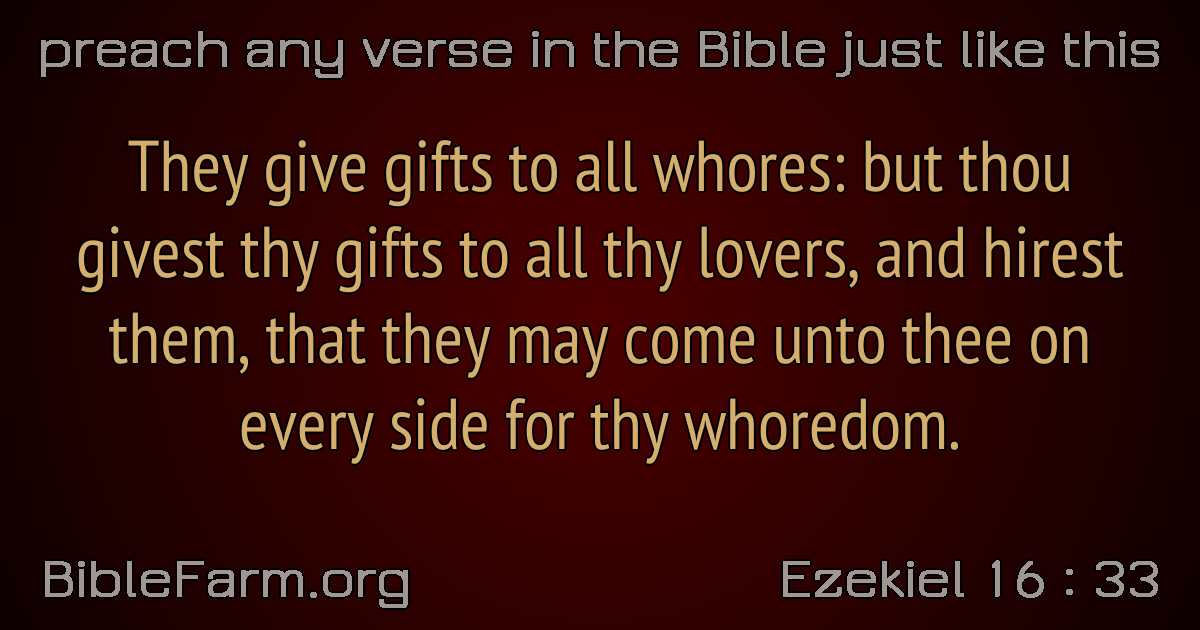 preach any verse in the Bible just like this
They give gifts to all whores: but thou
givest thy gifts to all thy lovers, and hirest
them, that they may come unto thee on
every side for thy whoredom.
BibleFarm.org
Ezekiel 16 : 33